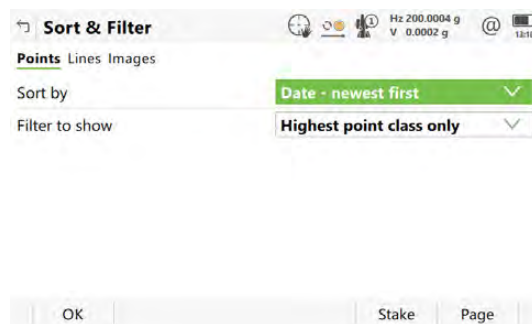 Sort & Filter
1
Hz 200.0004 g
V 0.0002 g
@
Points Lines Images
Sort by
Date - newest first
Filter to show
Highest point class only
OK
Stake
Page